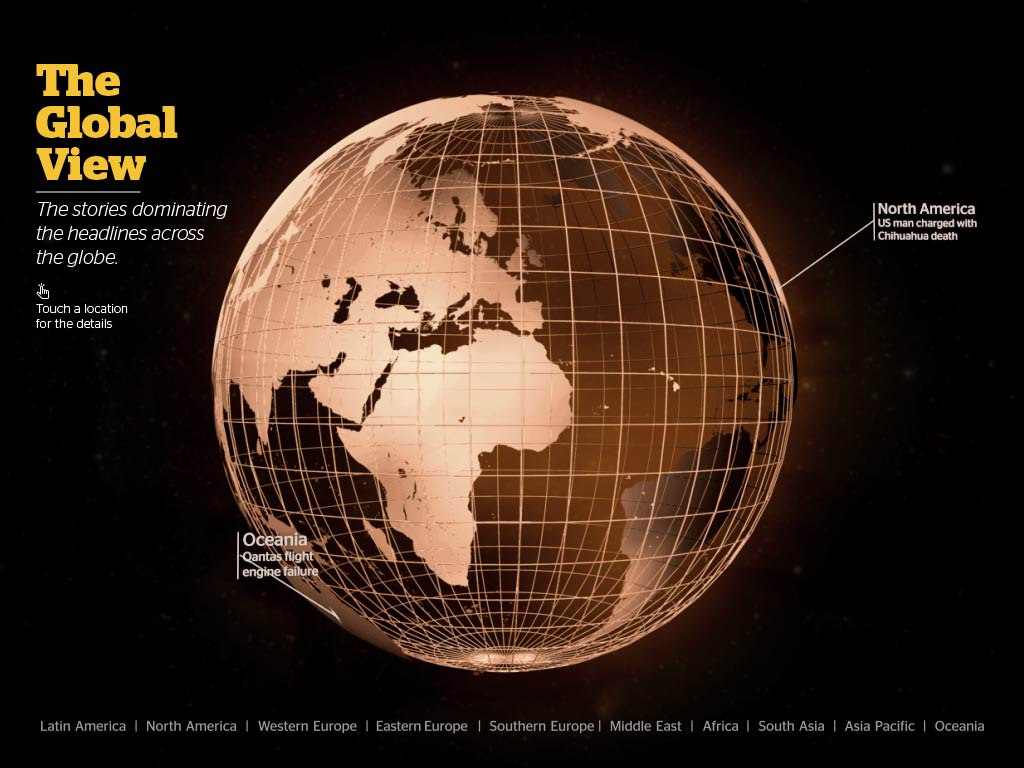 The
Global
View
The stories dominating
the headlines across
the globe.
Touch a location
for the details
North America
US man charged with
Chihuahua death
Oceania
Qantas flight
engine failure
Latin America | North America | Western Europe | Eastern Europe | Southern Europe | Middle East | Africa | South Asia | Asia Pacific | Oceania